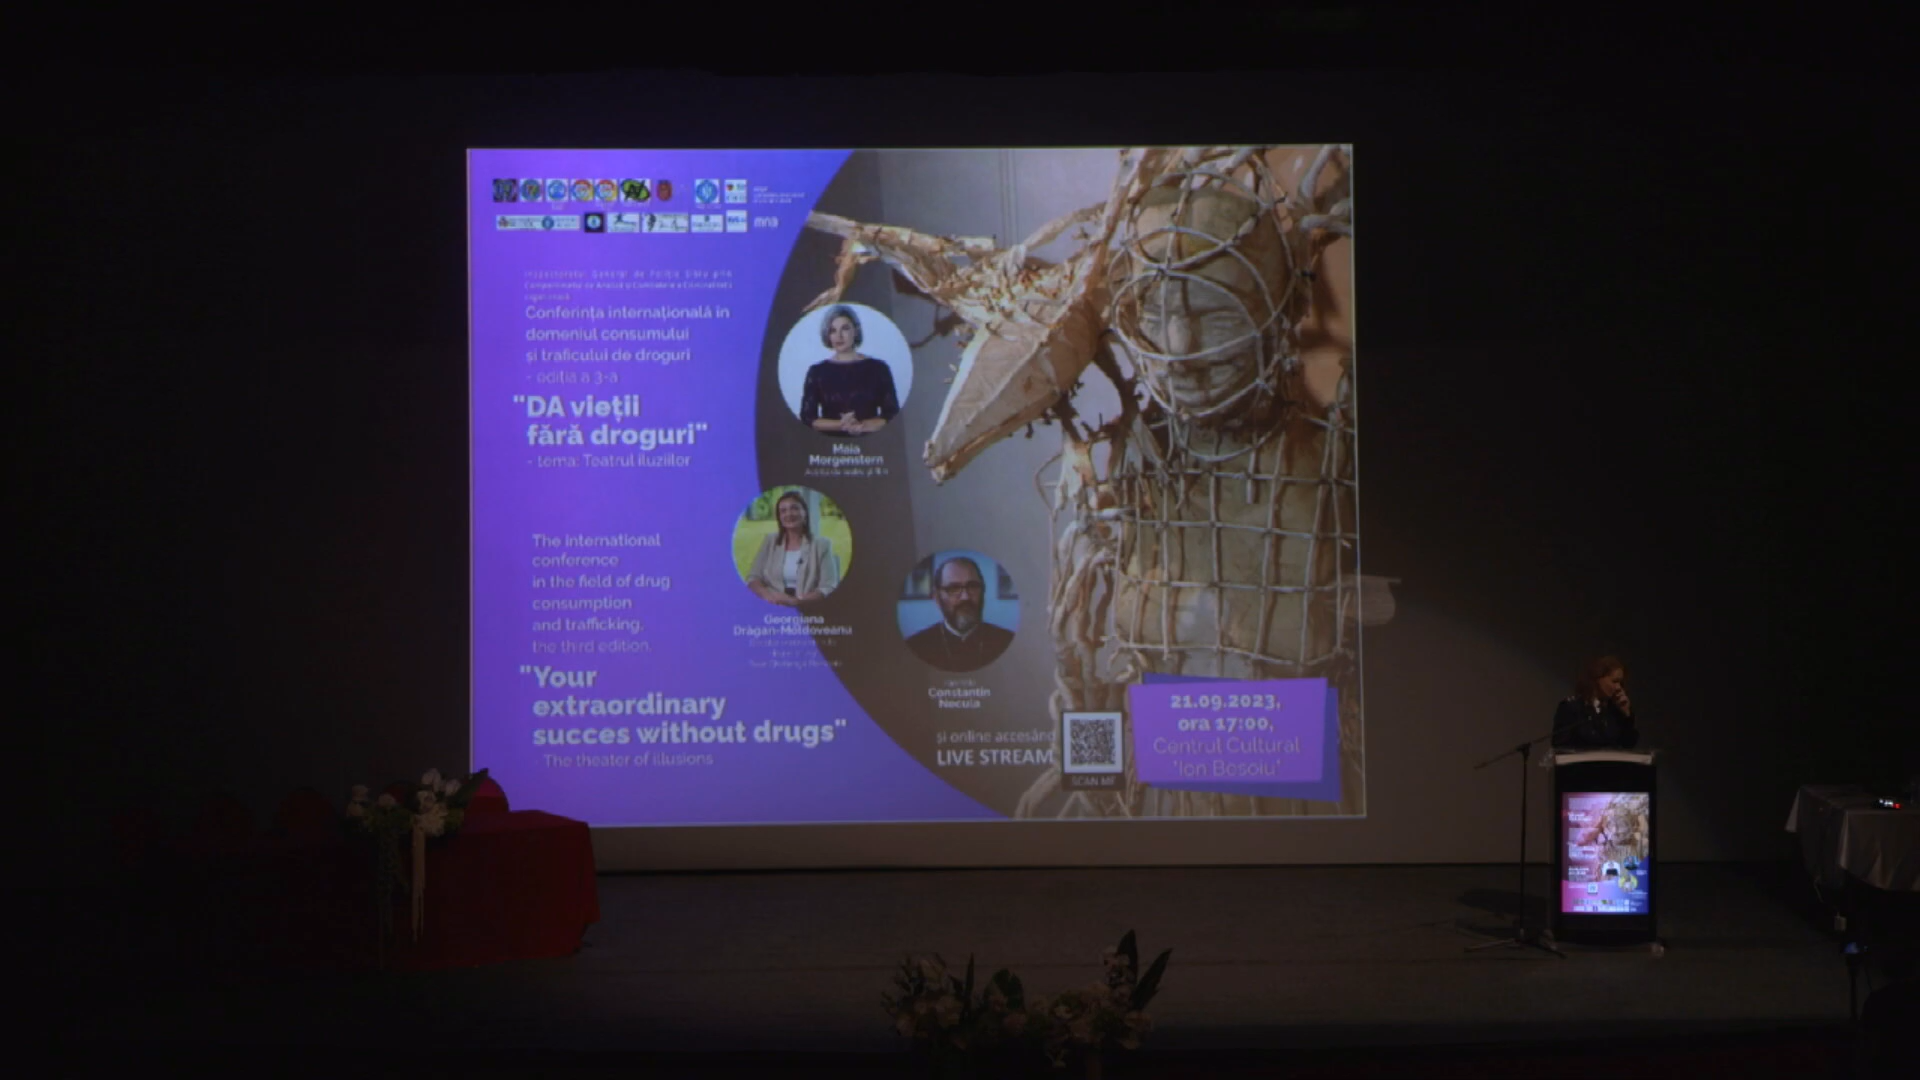 mna
Conferința internațională în
domeniul consumului
și traficului de droguri
- ediția a 3-a
"DA vieții
fără droguri"
- tema: Teatrul iluziilor
The international
conference
in the field of drug
consumption
and trafficking,
the third edition.
"Your
extraordinary
succes without drugs"
- The theater of illusions
Maia
Morgenstern
Georgiana
Drăgan-Moldoveanu
Constantin
Necula
și online accesând
LIVE STREAM
SCAN ME
21.09.2023,
ora 17:00,
Centrul Cultural
"Ion Besoiu"